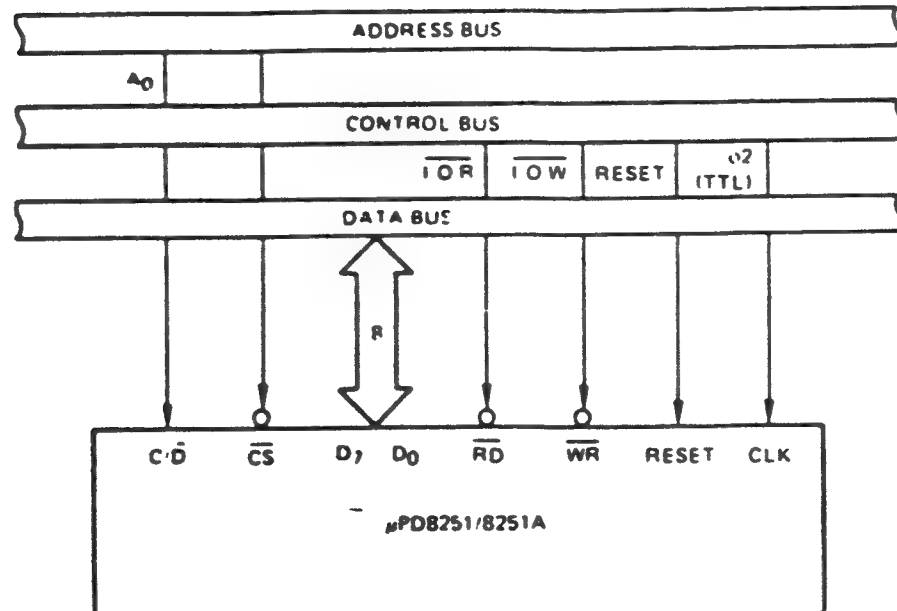 ADDRESS BUS
A0
CONTROL BUS
IOR IOW RESET φ2 (TTL)
DATA BUS
8
C/D CS D7 D0 RD WR RESET CLK
μPD8251/8251A